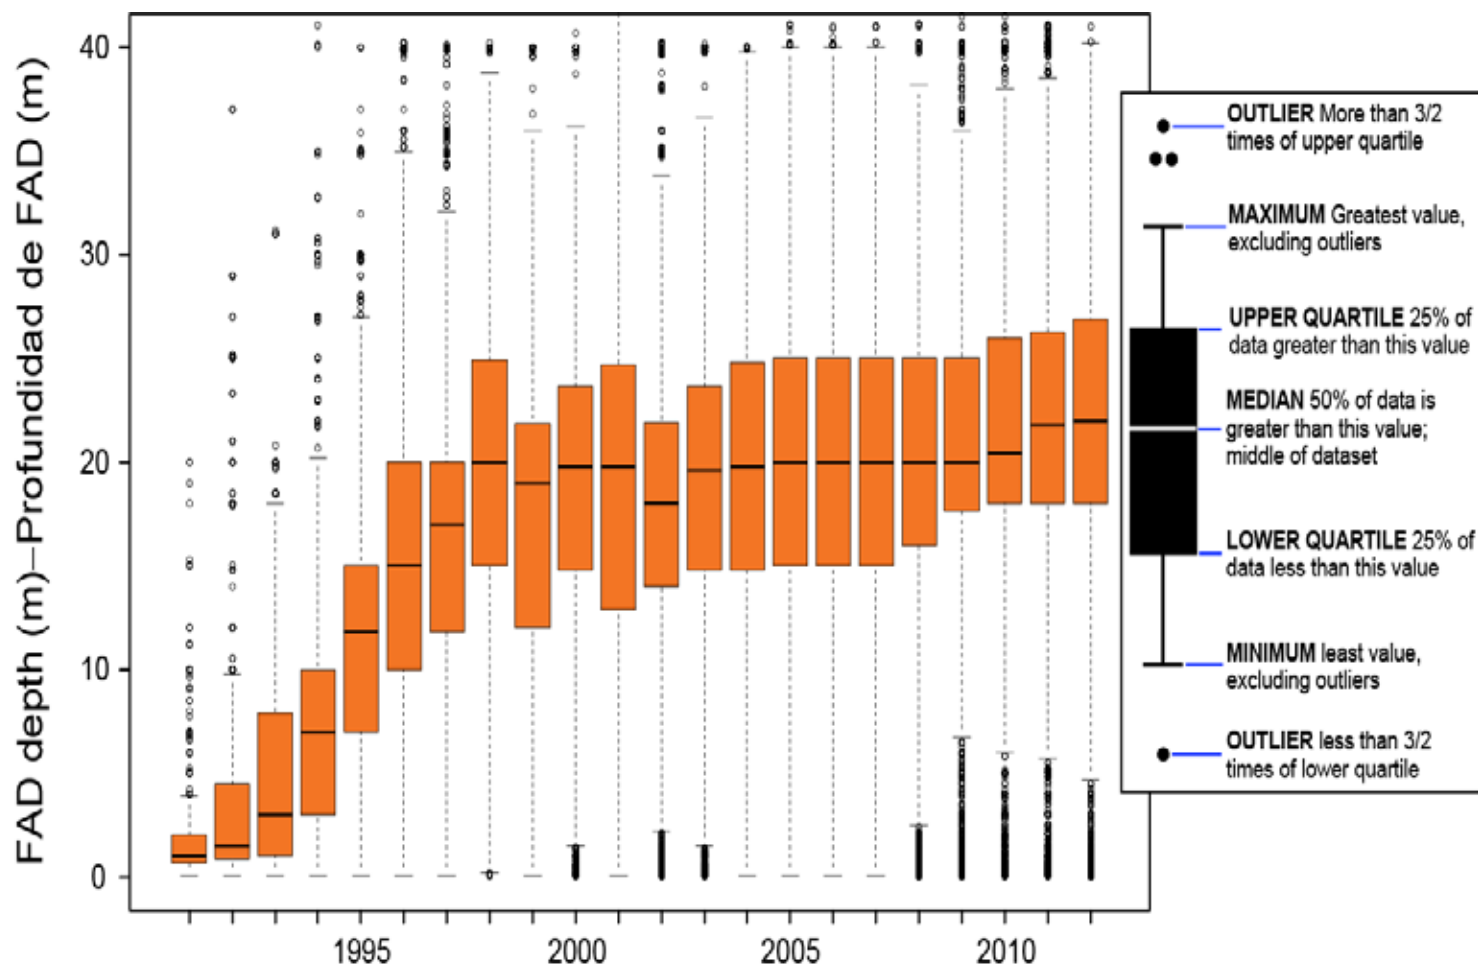 FAD depth (m)–Profundidad de FAD (m)
40
30
20
10
0
1995
2000
2005
2010
OUTLIER More than 3/2
times of upper quartile
MAXIMUM Greatest value,
excluding outliers
UPPER QUARTILE 25% of
data greater than this value
MEDIAN 50% of data is
greater than this value;
middle of dataset
LOWER QUARTILE 25% of
data less than this value
MINIMUM least value,
excluding outliers
OUTLIER less than 3/2
times of lower quartile